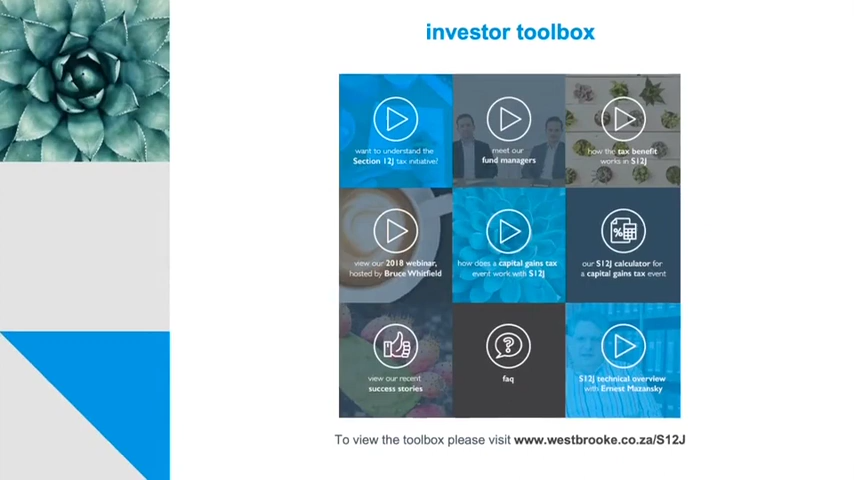 investor toolbox
want to understand the
Section 12J tax initiative?
meet our
fund managers
how the tax benefit
works in S12J
view our 2018 webinar,
hosted by Bruce Whitfield
how does a capital gains tax
event work with S12J
our S12J calculator for
a capital gains tax event
view our recent
success stories
faq
S12J technical overview
with Ernest Mazansky
To view the toolbox please visit www.westbrooke.co.za/S12J